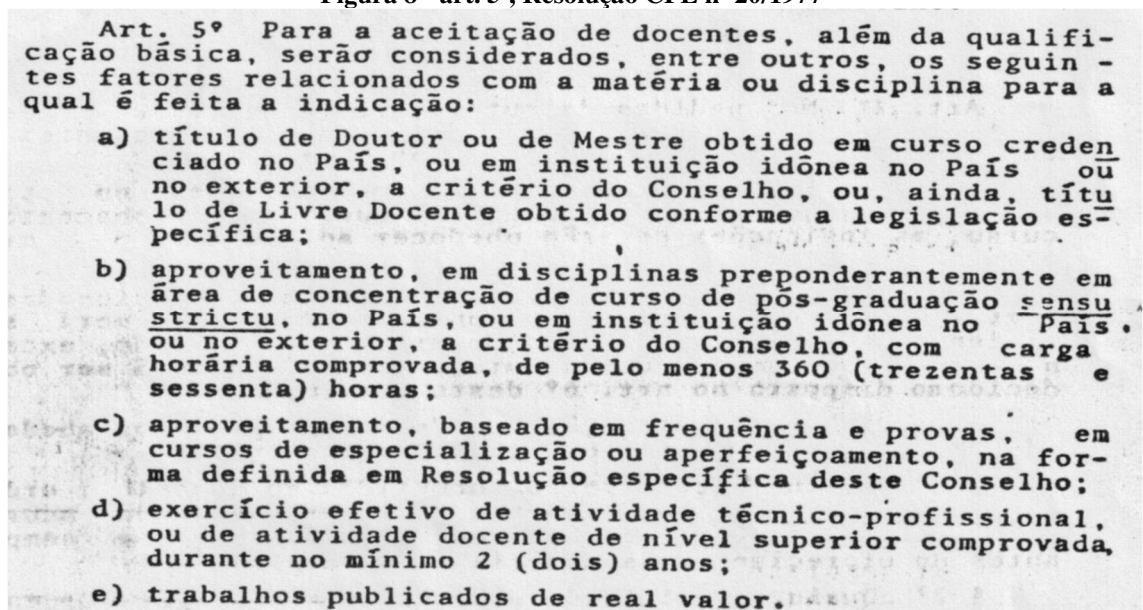 Art. 5º Para a aceitação de docentes, além da qualifi-
cação básica, serão considerados, entre outros, os seguin -
tes fatores relacionados com a matéria ou disciplina para a
qual é feita a indicação:
a) título de Doutor ou de Mestre obtido em curso creden
ciado no País, ou em instituição idônea no País ou
no exterior, a critério do Conselho, ou, ainda, títu
lo de Livre Docente obtido conforme a legislação es-
pecífica;
b) aproveitamento, em disciplinas preponderantemente em
área de concentração de curso de pós-graduação sensu
strictu, no País, ou em instituição idônea no País,
ou no exterior, a critério do Conselho, com carga
horária comprovada, de pelo menos 360 (trezentas e
sessenta) horas;
c) aproveitamento, baseado em frequência e provas, em
cursos de especialização ou aperfeiçoamento, na for-
ma definida em Resolução específica deste Conselho;
d) exercício efetivo de atividade técnico-profissional,
ou de atividade docente de nível superior comprovada,
durante no mínimo 2 (dois) anos;
e) trabalhos publicados de real valor.